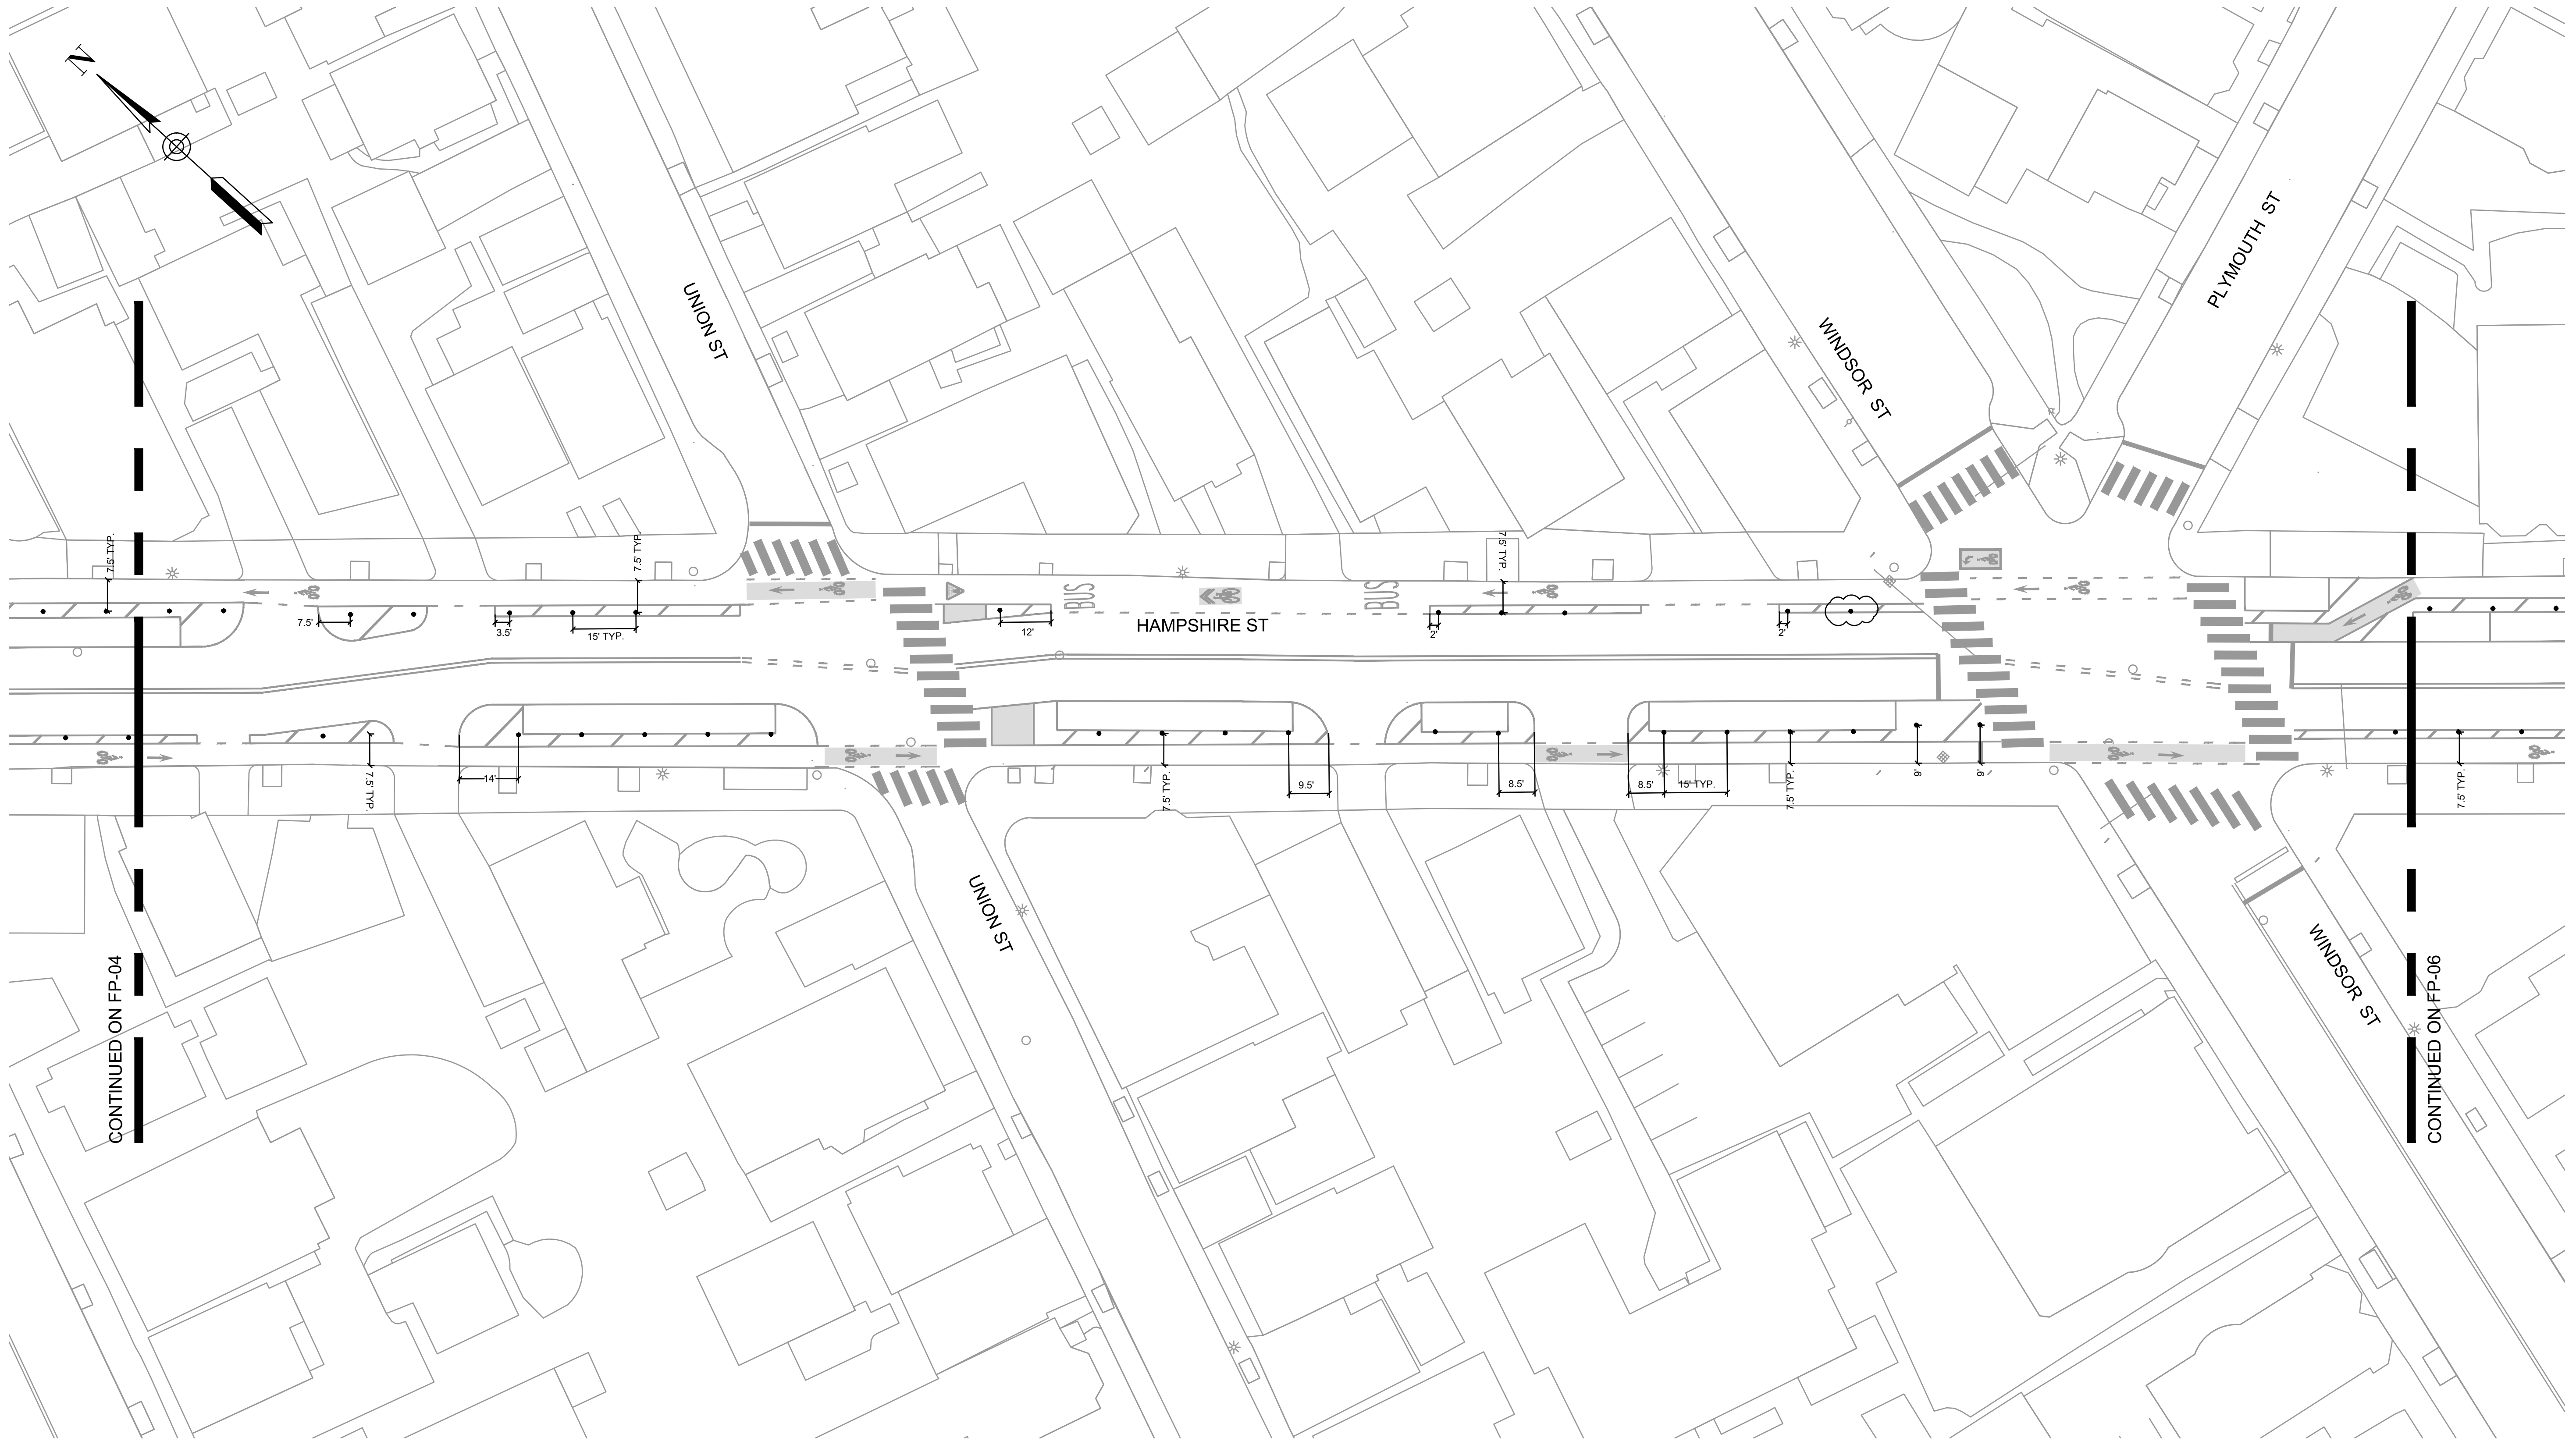 N
UNION ST
WINDSOR ST
PLYMOUTH ST
7.5' TYP.
7.5' TYP.
7.5' TYP.
BUS
BUS
7.5'
3.5'
15' TYP.
12'
HAMPSHIRE ST
2'
2'
14'
7.5' TYP.
7.5' TYP.
9.5'
8.5'
8.5'
15' TYP.
7.5' TYP.
9'
9'
7.5' TYP.
UNION ST
WINDSOR ST
CONTINUED ON FP-04
CONTINUED ON FP-06